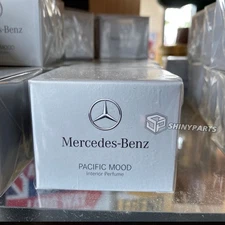 SHINYPARTS
Mercedes-Benz
PACIFIC MOOD
Interior Perfume